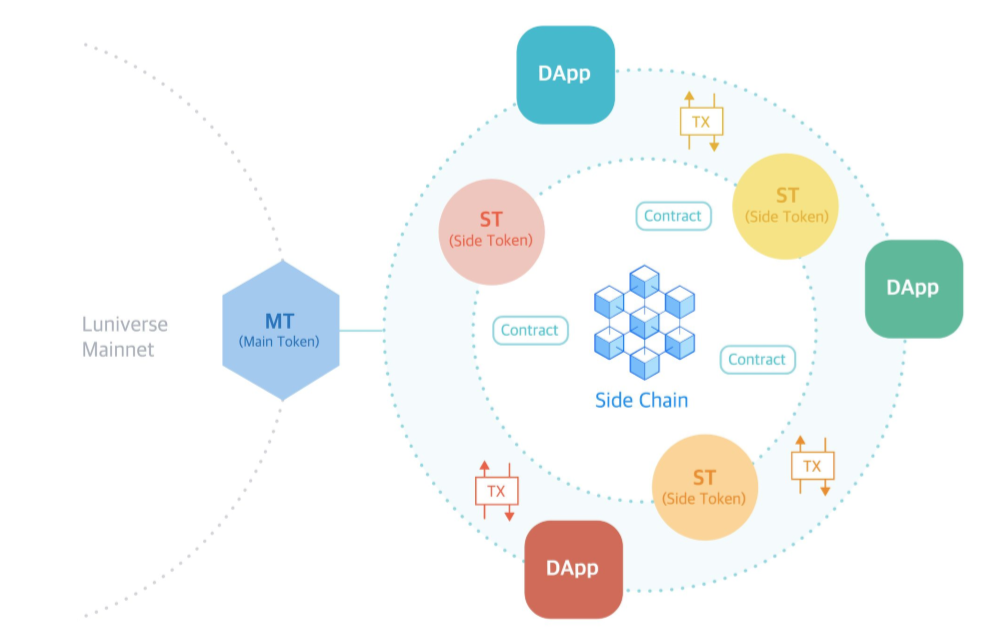 DApp
TX
ST
(Side Token)
ST
(Side Token)
Contract
DApp
Luniverse
Mainnet
MT
(Main Token)
Contract
Contract
Side Chain
TX
ST
(Side Token)
TX
DApp